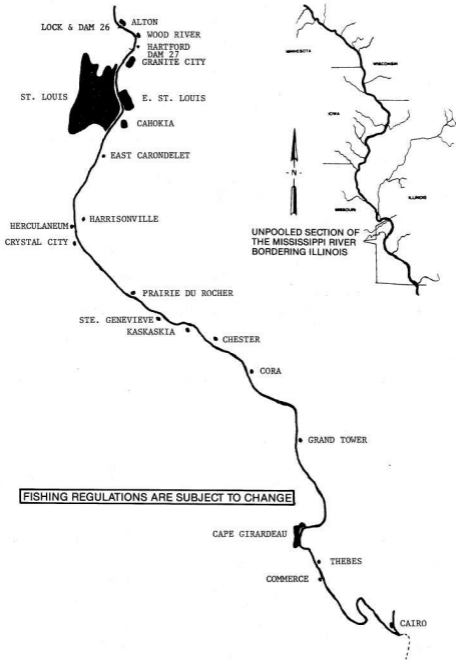 ALTON
LOCK & DAM 26
WOOD RIVER
HARTFORD
DAM 27
GRANITE CITY
ST. LOUIS
E. ST. LOUIS
CAHOKIA
EAST CARONDELET
HARRISONVILLE
HERCULANEUM
CRYSTAL CITY
PRAIRIE DU ROCHER
STE. GENEVIEVE
KASKASKIA
CHESTER
CORA
GRAND TOWER
FISHING REGULATIONS ARE SUBJECT TO CHANGE
CAPE GIRARDEAU
THEBES
COMMERCE
CAIRO
MINNESOTA
WISCONSIN
IOWA
- N -
MISSOURI
ILLINOIS
UNPOOLED SECTION OF
THE MISSISSIPPI RIVER
BORDERING ILLINOIS